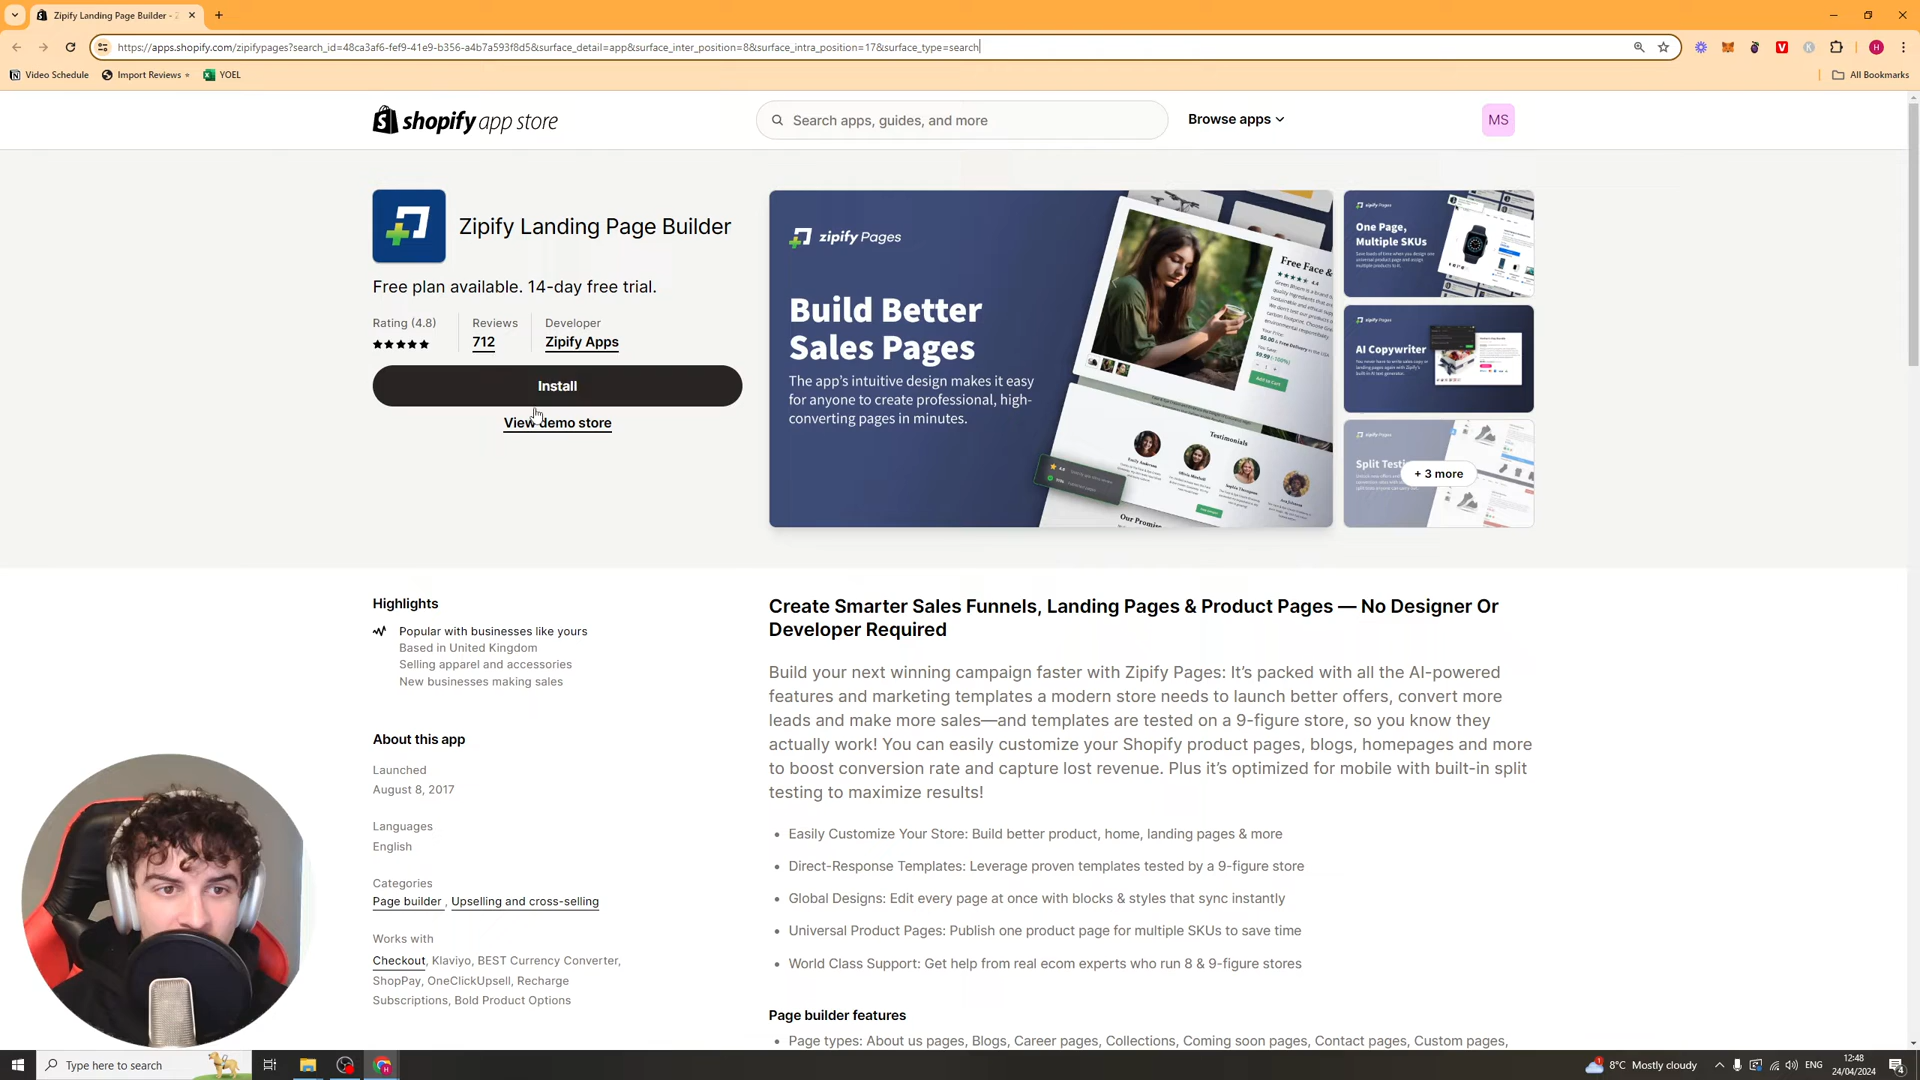 Zipify Landing Page Builder - Z
https://apps.shopify.com/zipifypages?search_id=48ca3af6-fef9-41e9-b356-a4b7a593f8d5&surface_detail=app&surface_inter_position=8&surface_intra_position=17&surface_type=search
Video Schedule
Import Reviews
YOEL
All Bookmarks
shopify app store
Search apps, guides, and more
Browse apps
MS
Zipify Landing Page Builder
Free plan available. 14-day free trial.
Rating (4.8)
Reviews
712
Developer
Zipify Apps
Install
View demo store
zipify Pages
Build Better
Sales Pages
The app's intuitive design makes it easy
for anyone to create professional, high-
converting pages in minutes.
Free Face &
Testimonials
Our Promise
zipify Pages
One Page,
Multiple SKUs
zipify Pages
AI Copywriter
zipify Pages
+ 3 more
Highlights
Popular with businesses like yours
Based in United Kingdom
Selling apparel and accessories
New businesses making sales
About this app
Launched
August 8, 2017
Languages
English
Categories
Page builder , Upselling and cross-selling
Works with
Checkout, Klaviyo, BEST Currency Converter,
ShopPay, OneClickUpsell, Recharge
Subscriptions, Bold Product Options
Create Smarter Sales Funnels, Landing Pages & Product Pages — No Designer Or
Developer Required
Build your next winning campaign faster with Zipify Pages: It's packed with all the AI-powered
features and marketing templates a modern store needs to launch better offers, convert more
leads and make more sales—and templates are tested on a 9-figure store, so you know they
actually work! You can easily customize your Shopify product pages, blogs, homepages and more
to boost conversion rate and capture lost revenue. Plus it's optimized for mobile with built-in split
testing to maximize results!
• Easily Customize Your Store: Build better product, home, landing pages & more
• Direct-Response Templates: Leverage proven templates tested by a 9-figure store
• Global Designs: Edit every page at once with blocks & styles that sync instantly
• Universal Product Pages: Publish one product page for multiple SKUs to save time
• World Class Support: Get help from real ecom experts who run 8 & 9-figure stores
Page builder features
• Page types: About us pages, Blogs, Career pages, Collections, Coming soon pages, Contact pages, Custom pages,
Type here to search
8°C Mostly cloudy
ENG
12:48
24/04/2024